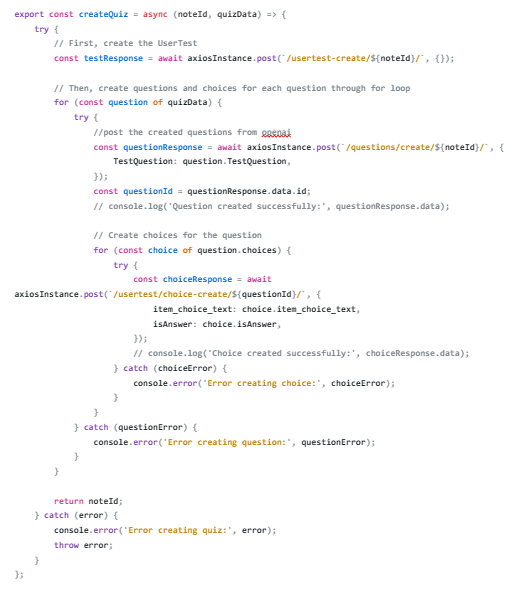 export const createQuiz = async (noteId, quizData) => {
    try {
        // First, create the UserTest
        const testResponse = await axiosInstance.post(`/usertest-create/${noteId}/`, {});

        // Then, create questions and choices for each question through for loop
        for (const question of quizData) {
            try {
                //post the created questions from openai
                const questionResponse = await axiosInstance.post(`/questions/create/${noteId}/`, {
                    TestQuestion: question.TestQuestion,
                });
                const questionId = questionResponse.data.id;
                // console.log('Question created successfully:', questionResponse.data);

                // Create choices for the question
                for (const choice of question.choices) {
                    try {
                        const choiceResponse = await
axiosInstance.post(`/usertest/choice-create/${questionId}/`, {
                            item_choice_text: choice.item_choice_text,
                            isAnswer: choice.isAnswer,
                        });
                        // console.log('Choice created successfully:', choiceResponse.data);
                    } catch (choiceError) {
                        console.error('Error creating choice:', choiceError);
                    }
                }
            } catch (questionError) {
                console.error('Error creating question:', questionError);
            }
        }

        return noteId;
    } catch (error) {
        console.error('Error creating quiz:', error);
        throw error;
    }
};